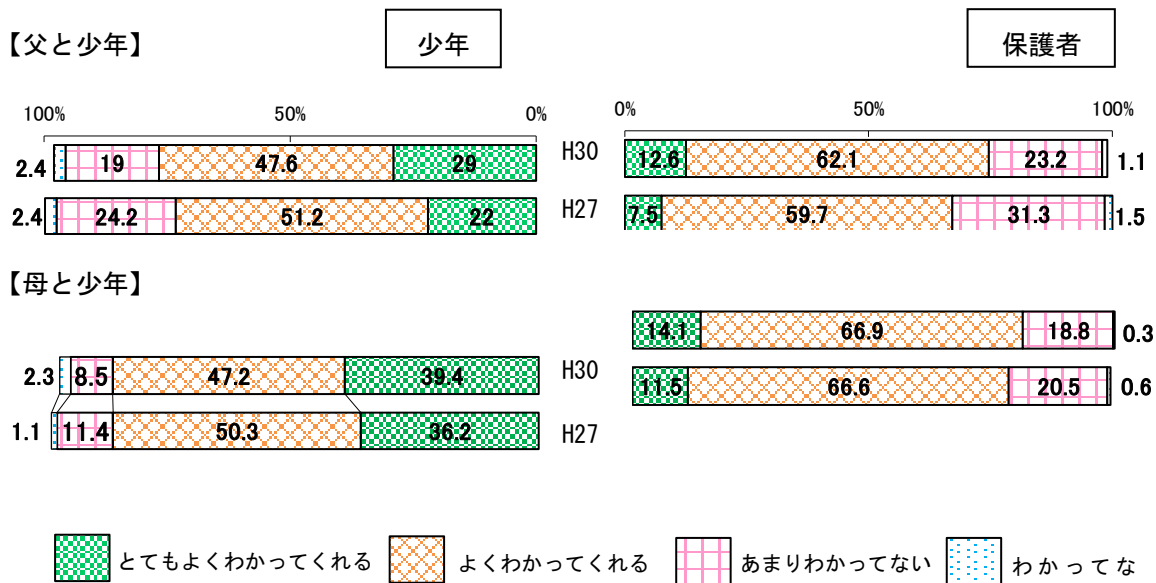 【父と少年】 少年 保護者
100% 50% 0% 0% 50% 100%
2.4 19 47.6 29 H30 12.6 62.1 23.2 1.1
2.4 24.2 51.2 22 H27 7.5 59.7 31.3 1.5
【母と少年】
14.1 66.9 18.8 0.3
2.3 8.5 47.2 39.4 H30 11.5 66.6 20.5 0.6
1.1 11.4 50.3 36.2 H27
とてもよくわかってくれる よくわかってくれる あまりわかってない わかってな